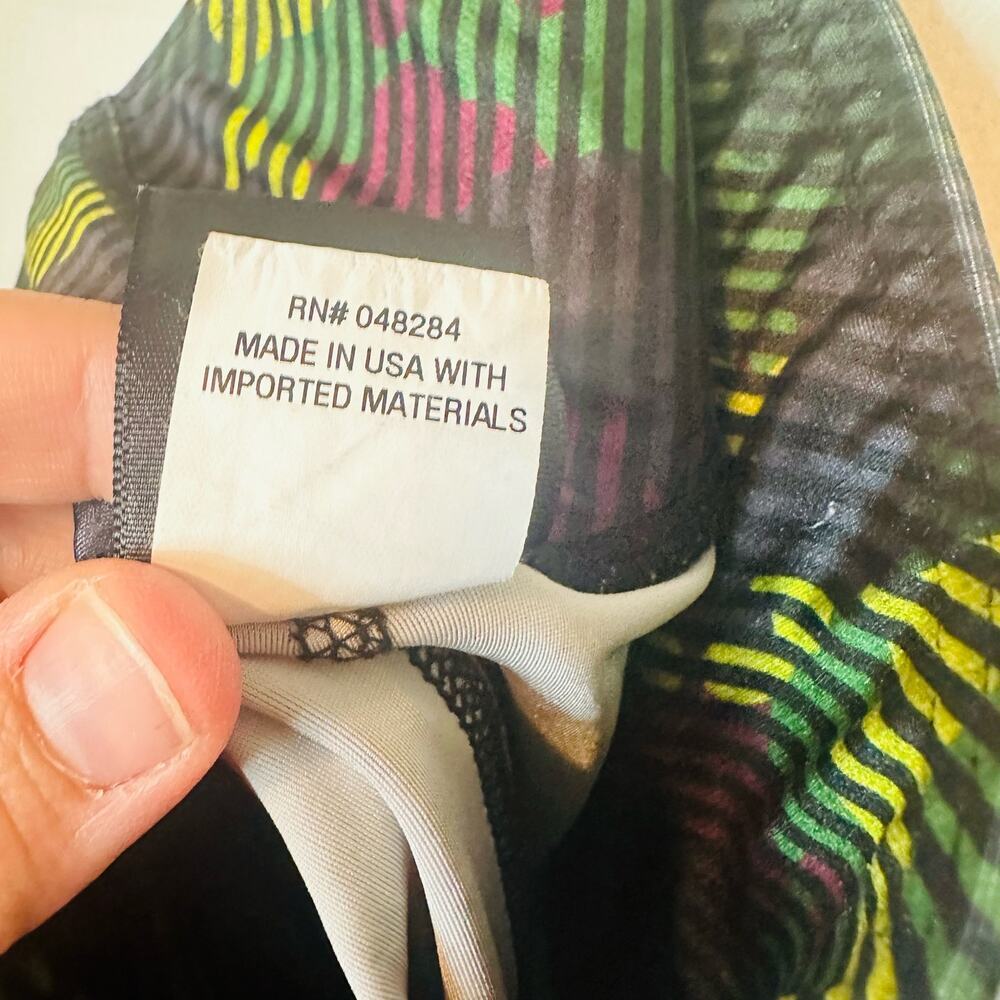 RN# 048284
MADE IN USA WITH
IMPORTED MATERIALS